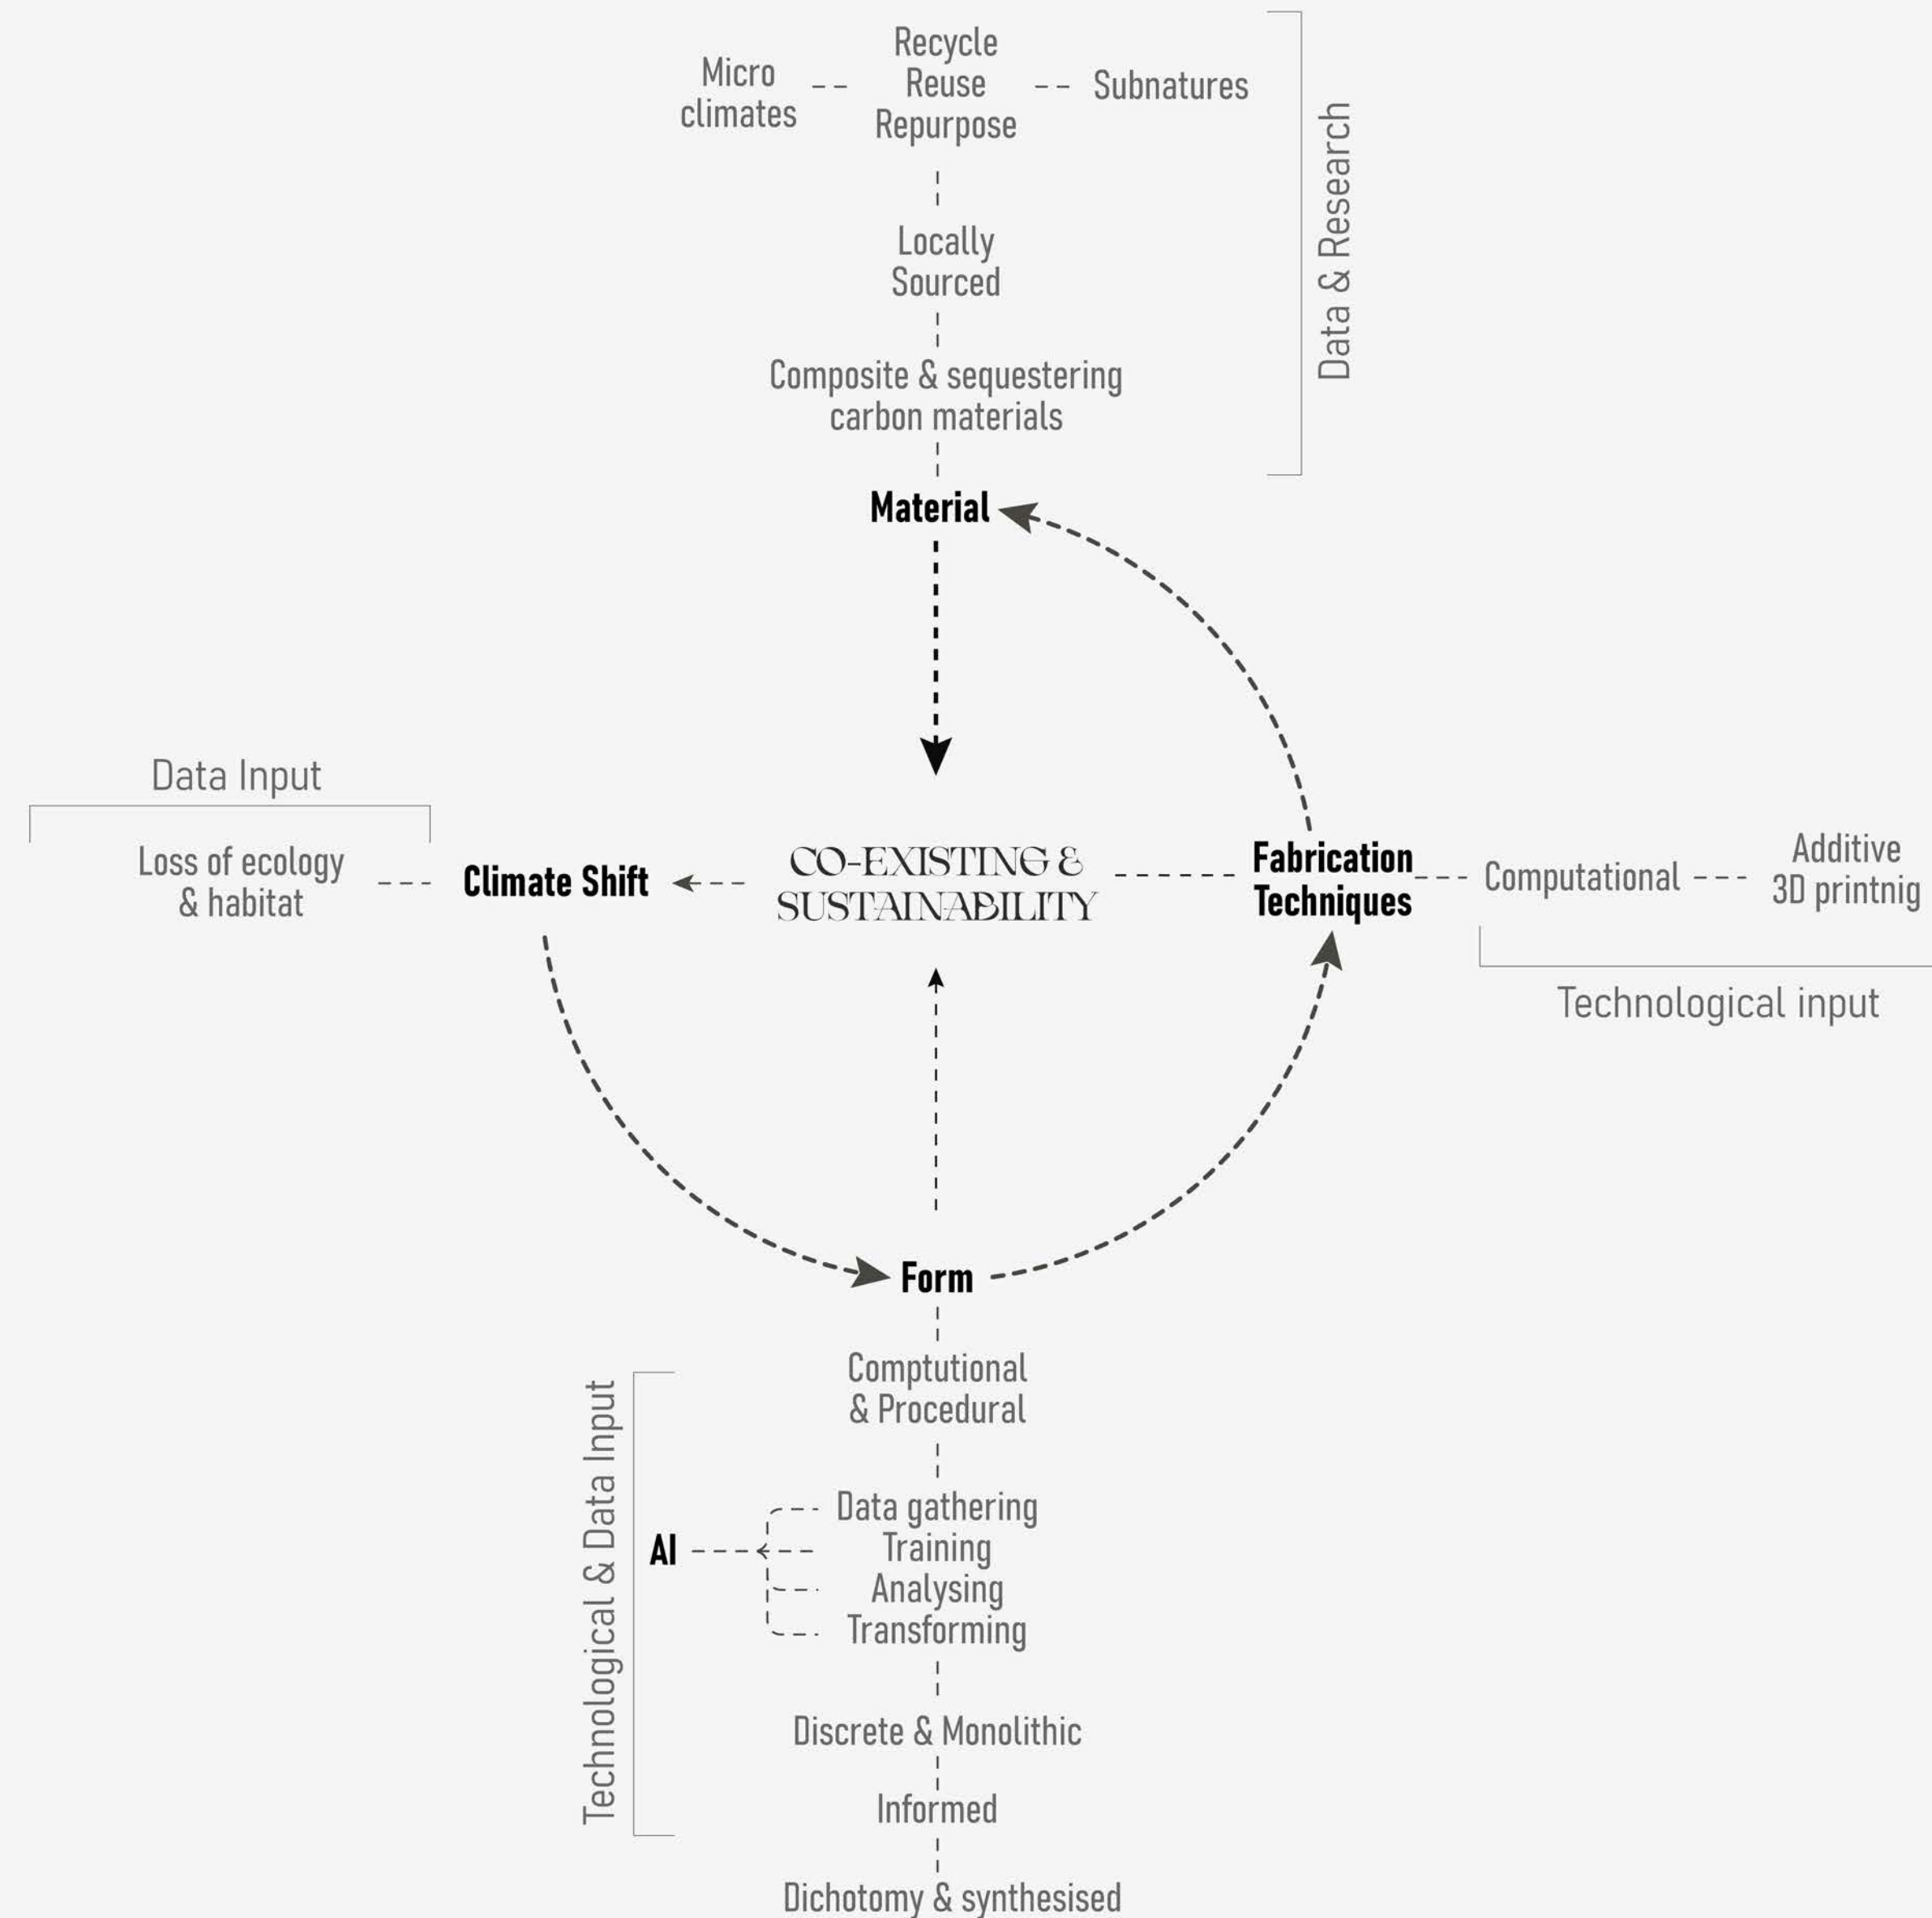 Recycle
Reuse
Repurpose
Micro
climates
Subnatures
Data & Research
Locally
Sourced
Composite & sequestering
carbon materials
Material
Data Input
Loss of ecology
& habitat
Climate Shift
CO-EXISTING &
SUSTAINABILITY
Fabrication
Techniques
Computational
Additive
3D printnig
Technological input
Form
Comptutional
& Procedural
Technological & Data Input
AI
Data gathering
Training
Analysing
Transforming
Discrete & Monolithic
Informed
Dichotomy & synthesised